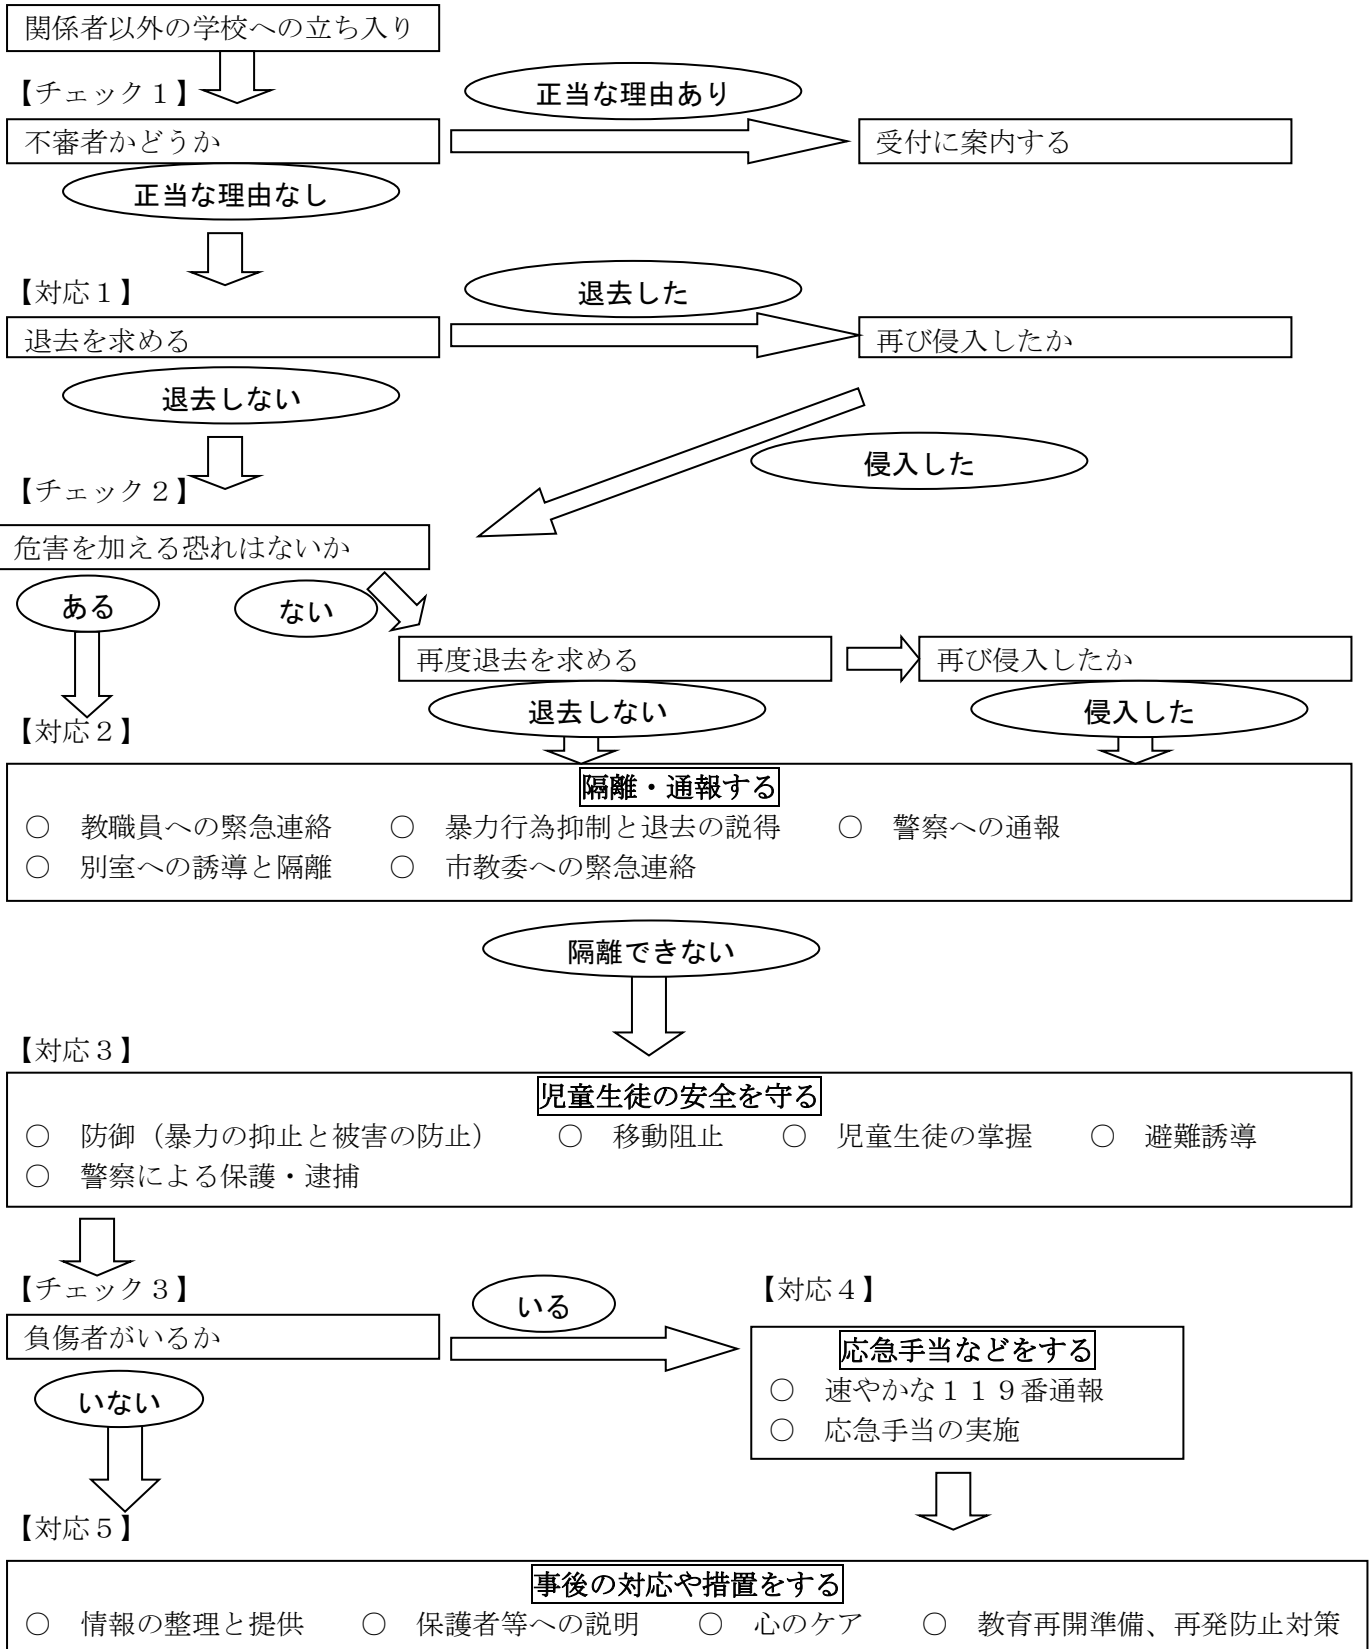 関係者以外の学校への立ち入り
【チェック１】
正当な理由あり
不審者かどうか
受付に案内する
正当な理由なし
【対応１】
退去した
退去を求める
再び侵入したか
退去しない
侵入した
【チェック２】
危害を加える恐れはないか
ある
ない
再度退去を求める
再び侵入したか
退去しない
侵入した
【対応２】
隔離・通報する
○　教職員への緊急連絡　　○　暴力行為抑制と退去の説得　　○　警察への通報
○　別室への誘導と隔離　　○　市教委への緊急連絡
隔離できない
【対応３】
児童生徒の安全を守る
○　防御（暴力の抑止と被害の防止）　　○　移動阻止　　○　児童生徒の掌握　　○　避難誘導
○　警察による保護・逮捕
【チェック３】
いる
【対応４】
負傷者がいるか
応急手当などをする
○　速やかな１１９番通報
○　応急手当の実施
いない
【対応５】
事後の対応や措置をする
○　情報の整理と提供　　○　保護者等への説明　　○　心のケア　　○　教育再開準備、再発防止対策